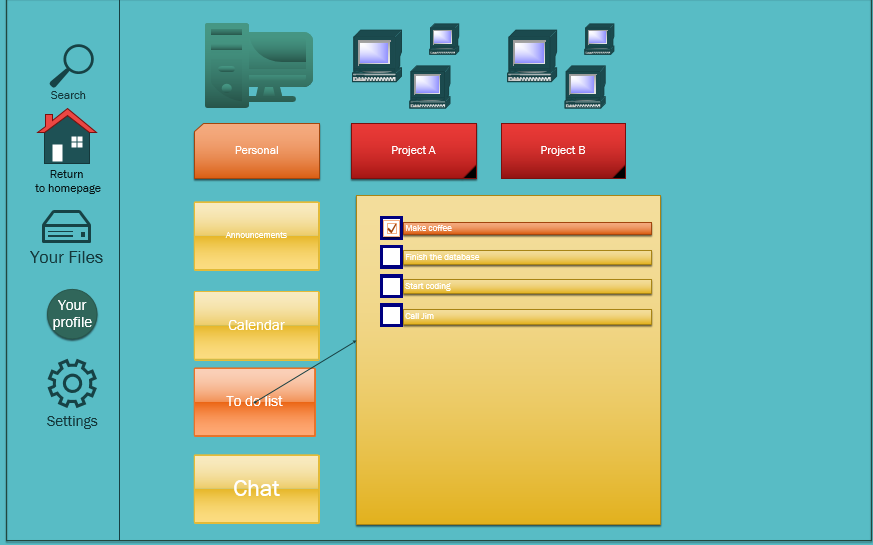 Search
Return
to homepage
Your Files
Your
profile
Settings
Personal
Project A
Project B
Announcements
Calendar
To do list
Chat
Make coffee
Finish the database
Start coding
Call Jim